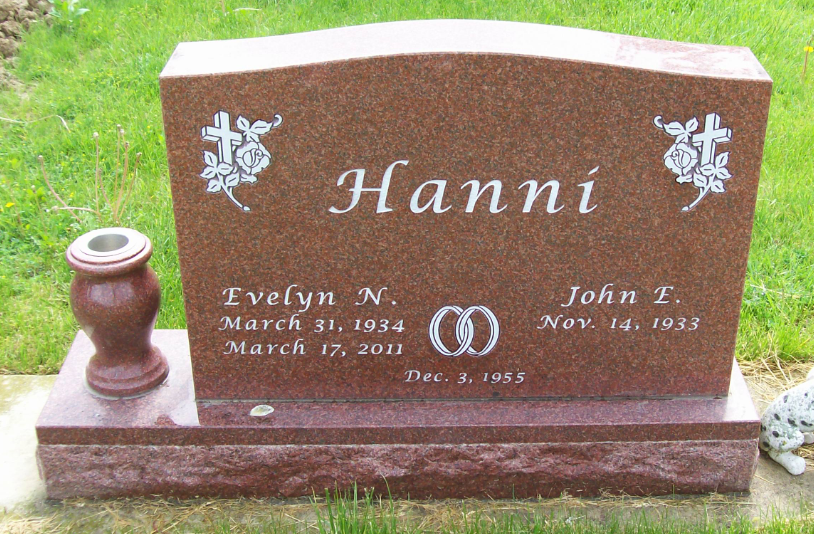 Hanni
Evelyn N.
March 31, 1934
March 17, 2011
John E.
Nov. 14, 1933
Dec. 3, 1955